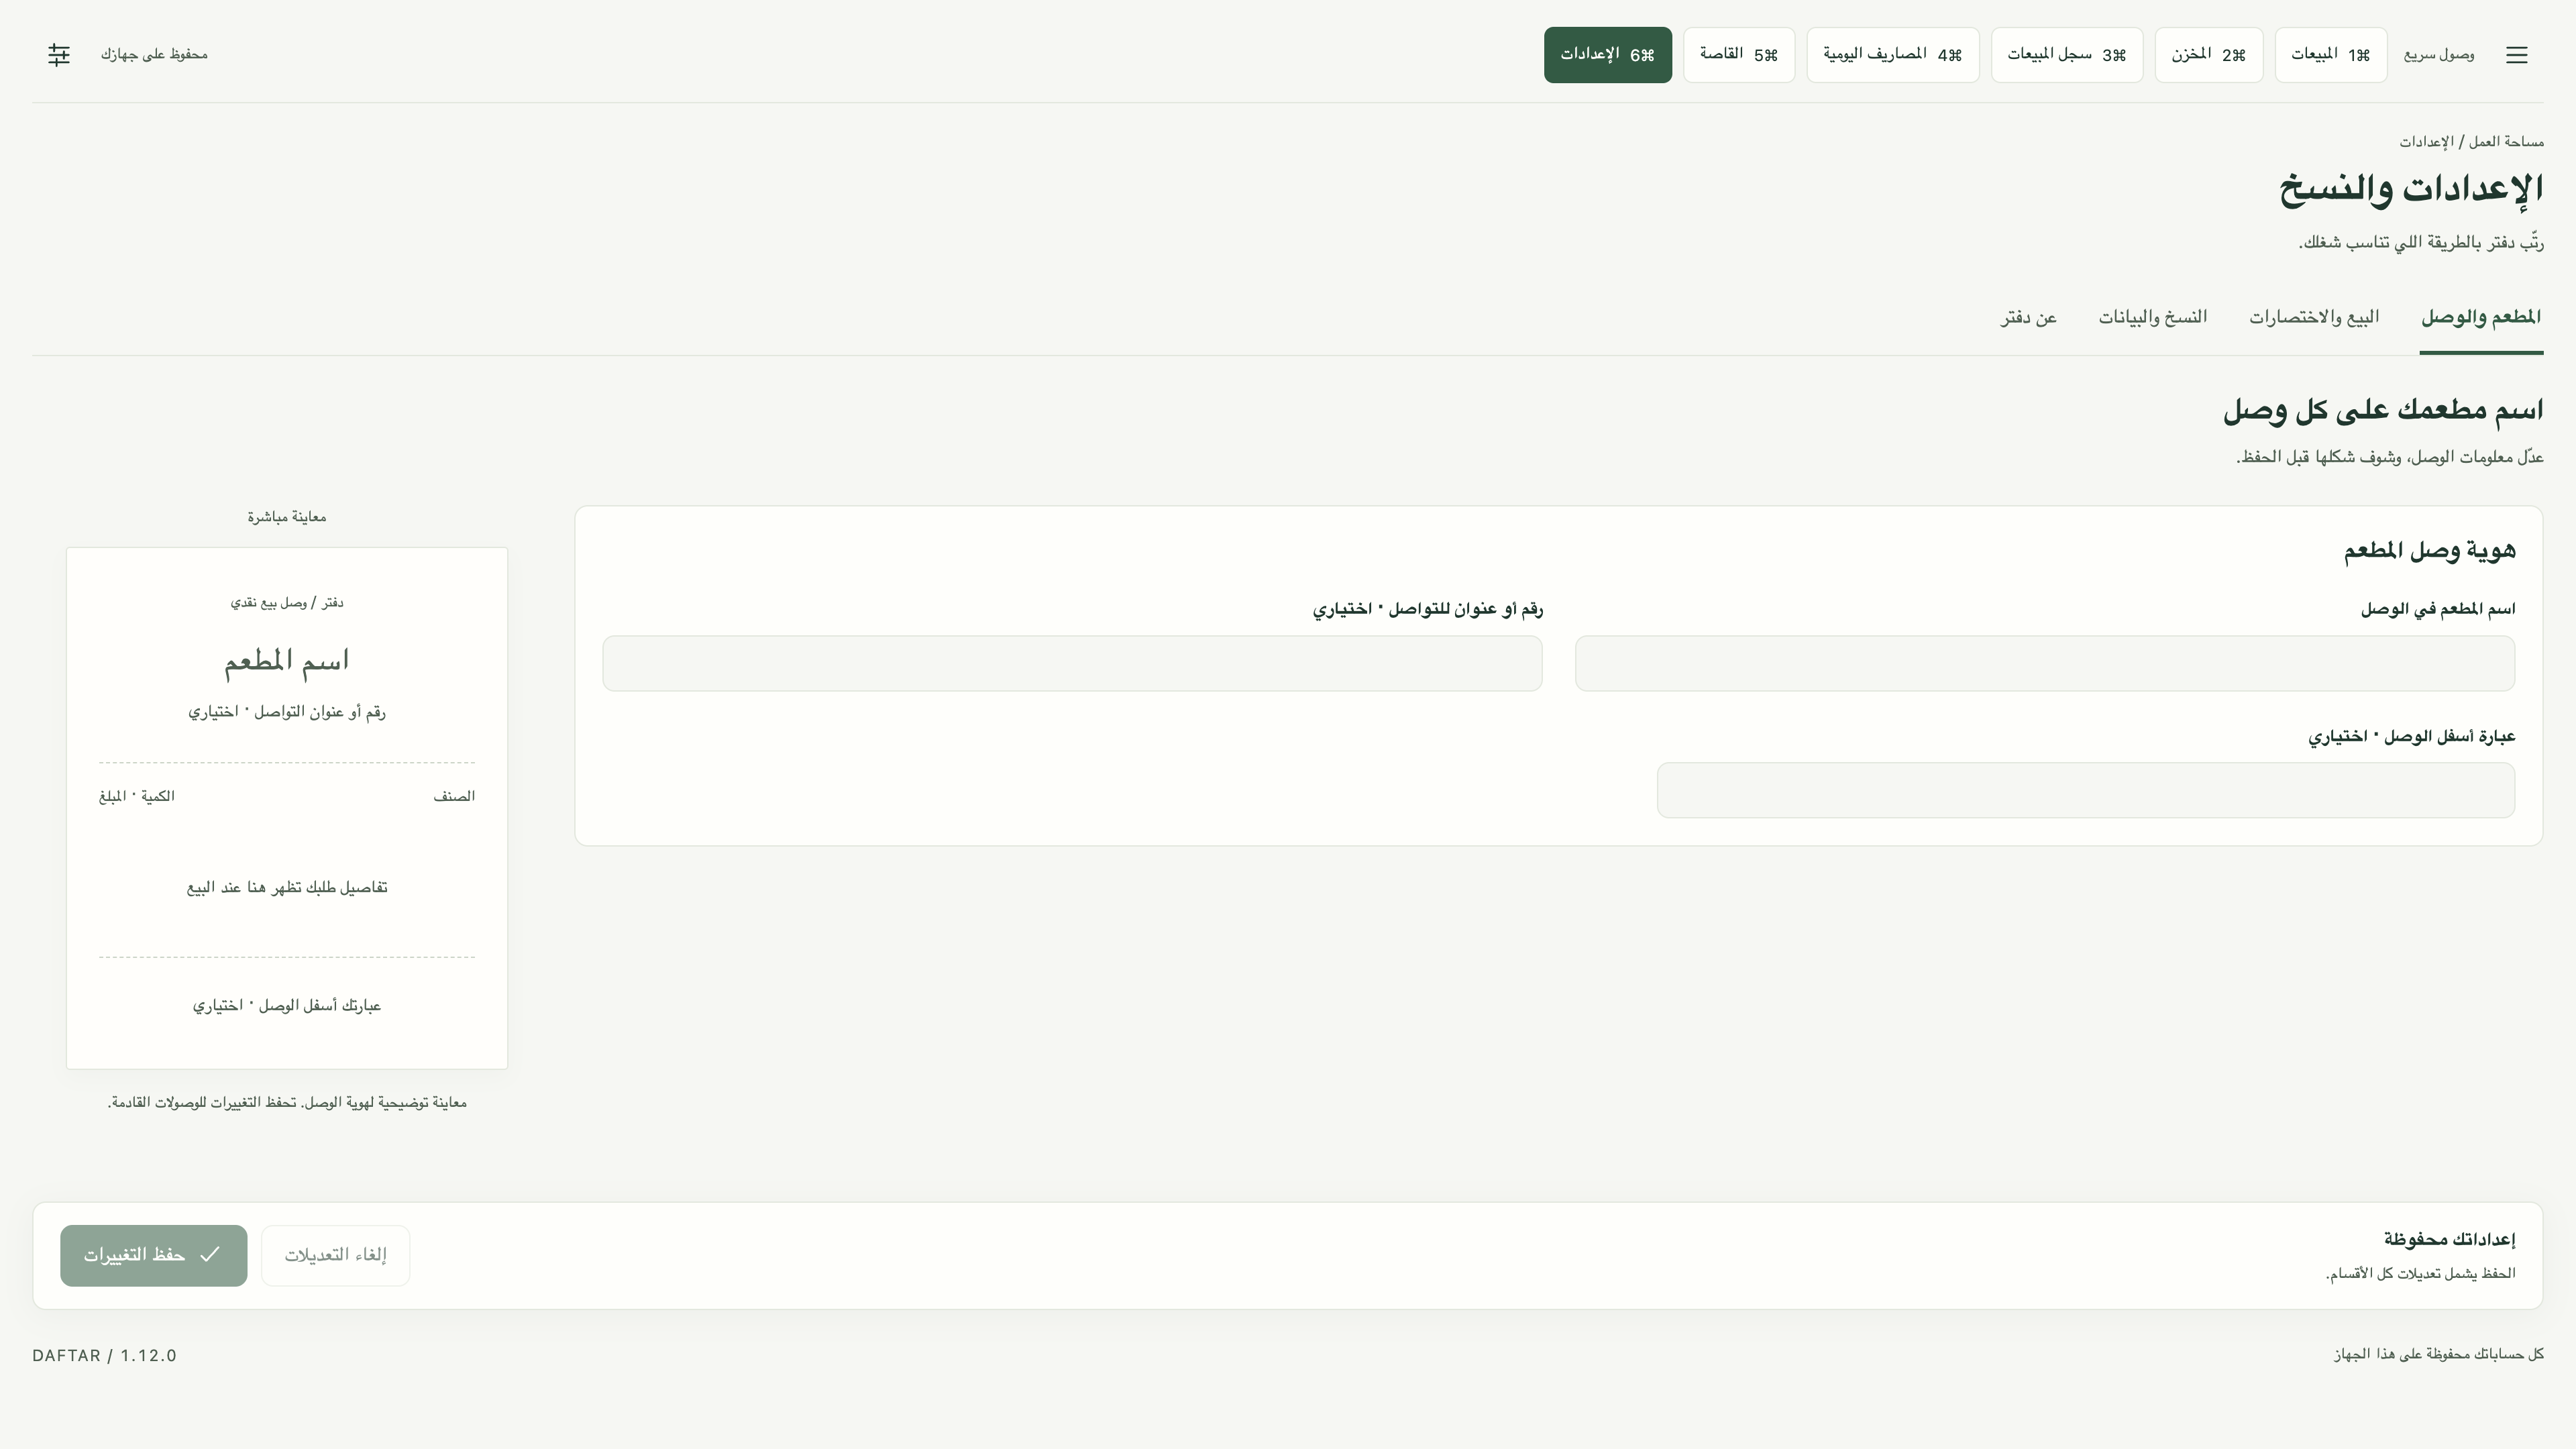 وصول سريع
1⌘ المبيعات
2⌘ المخزن
3⌘ سجل المبيعات
4⌘ المصاريف اليومية
5⌘ القاصة
6⌘ الإعدادات
محفوظ على جهازك
مساحة العمل / الإعدادات
الإعدادات والنسخ
رتّب دفتر بالطريقة اللي تناسب شغلك.
المطعم والوصل
البيع والاختصارات
النسخ والبيانات
عن دفتر
اسم مطعمك على كل وصل
عدّل معلومات الوصل، وشوف شكلها قبل الحفظ.
هوية وصل المطعم
اسم المطعم في الوصل
رقم أو عنوان للتواصل · اختياري
عبارة أسفل الوصل · اختياري
معاينة مباشرة
دفتر / وصل بيع نقدي
اسم المطعم
رقم أو عنوان التواصل · اختياري
الصنف
الكمية · المبلغ
تفاصيل طلبك تظهر هنا عند البيع
عبارتك أسفل الوصل · اختياري
معاينة توضيحية لهوية الوصل. تحفظ التغييرات للوصولات القادمة.
إعداداتك محفوظة
الحفظ يشمل تعديلات كل الأقسام.
إلغاء التعديلات
حفظ التغييرات
كل حساباتك محفوظة على هذا الجهاز
DAFTAR / 1.12.0